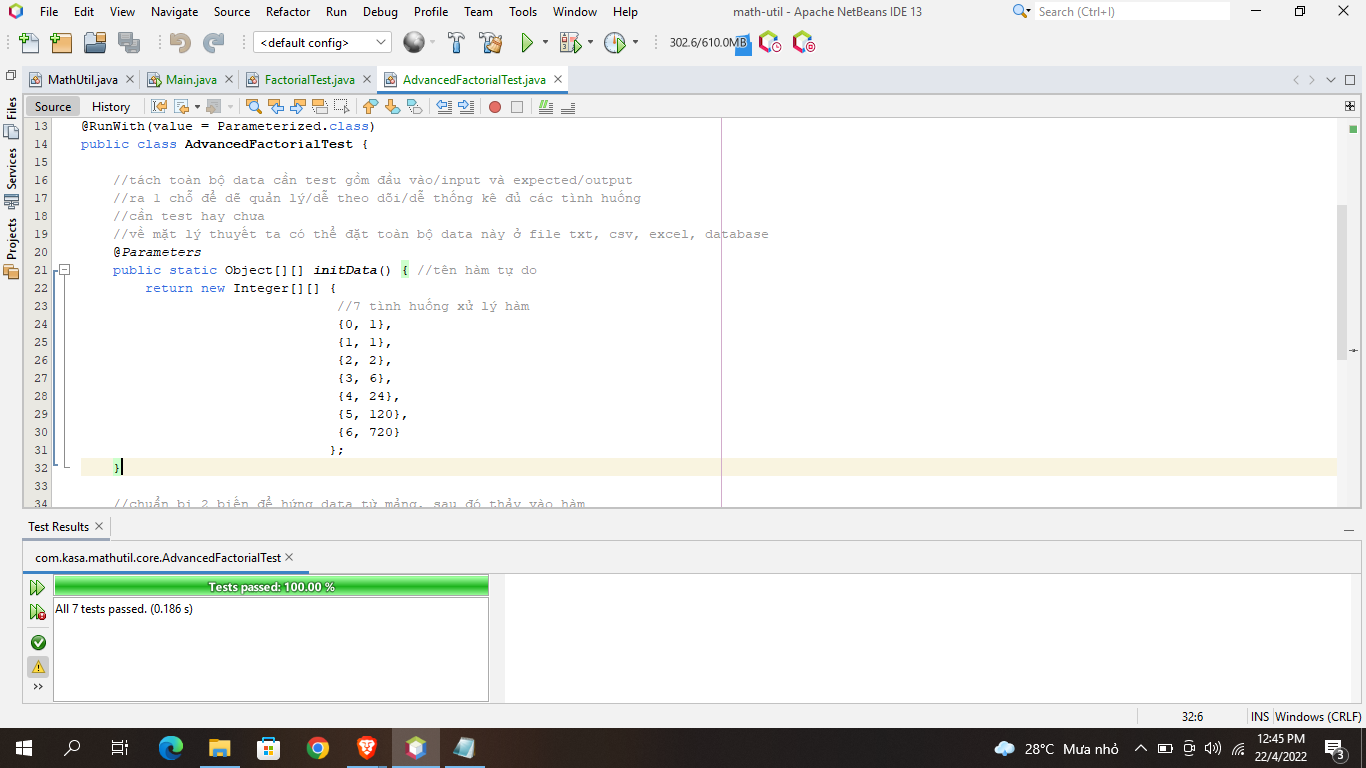 File Edit View Navigate Source Refactor Run Debug Profile Team Tools Window Help math-util - Apache NetBeans IDE 13 Search (Ctrl+I)
<default config> 302.6/610.0MB
MathUtil.java Main.java FactorialTest.java AdvancedFactorialTest.java
Source History
Files
Services
Projects
13 @RunWith(value = Parameterized.class)
14 public class AdvancedFactorialTest {
15
16 //tách toàn bộ data cần test gồm đầu vào/input và expected/output
17 //ra 1 chỗ để dễ quản lý/dễ theo dõi/dễ thống kê đủ các tình huống
18 //cần test hay chưa
19 //về mặt lý thuyết ta có thể đặt toàn bộ data này ở file txt, csv, excel, database
20 @Parameters
21 public static Object[][] initData() { //tên hàm tự do
22 return new Integer[][] {
23 //7 tình huống xử lý hàm
24 {0, 1},
25 {1, 1},
26 {2, 2},
27 {3, 6},
28 {4, 24},
29 {5, 120},
30 {6, 720}
31 };
32 }
33
34 //chuẩn bị 2 biến để hứng data từ mảng, sau đó thảy vào hàm
Test Results
com.kasa.mathutil.core.AdvancedFactorialTest
Tests passed: 100.00 %
All 7 tests passed. (0.186 s)
32:6 INS Windows (CRLF)
28°C Mưa nhỏ 12:45 PM
22/4/2022 3